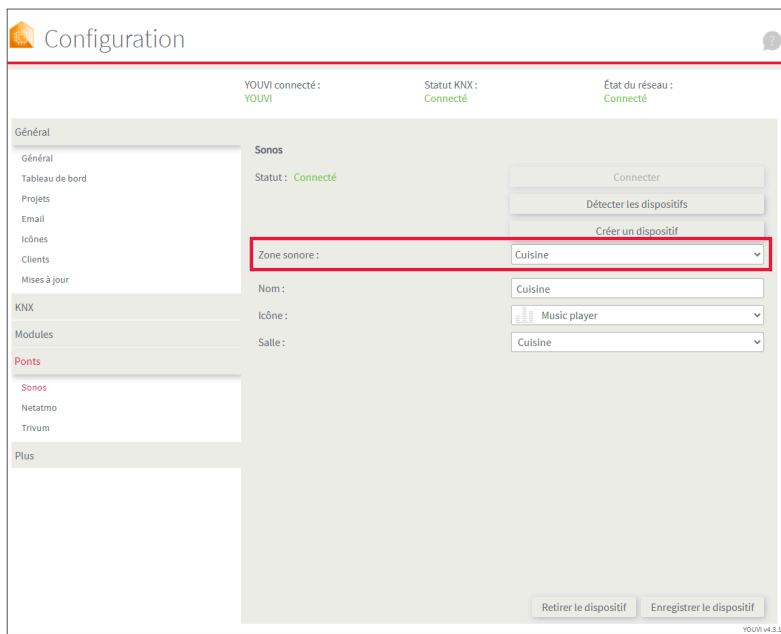 Configuration
?
YOUVI connecté :
Statut KNX :
État du réseau :
YOUVI
Connecté
Connecté
Général
Général
Tableau de bord
Projets
Email
Icônes
Clients
Mises à jour
KNX
Modules
Ponts
Sonos
Netatmo
Trivum
Plus
Sonos
Statut : Connecté
Connecter
Détecter les dispositifs
Créer un dispositif
Zone sonore : Cuisine
Nom : Cuisine
Icône : Music player
Salle : Cuisine
Retirer le dispositif
Enregistrer le dispositif
YOUVI v4.3.1